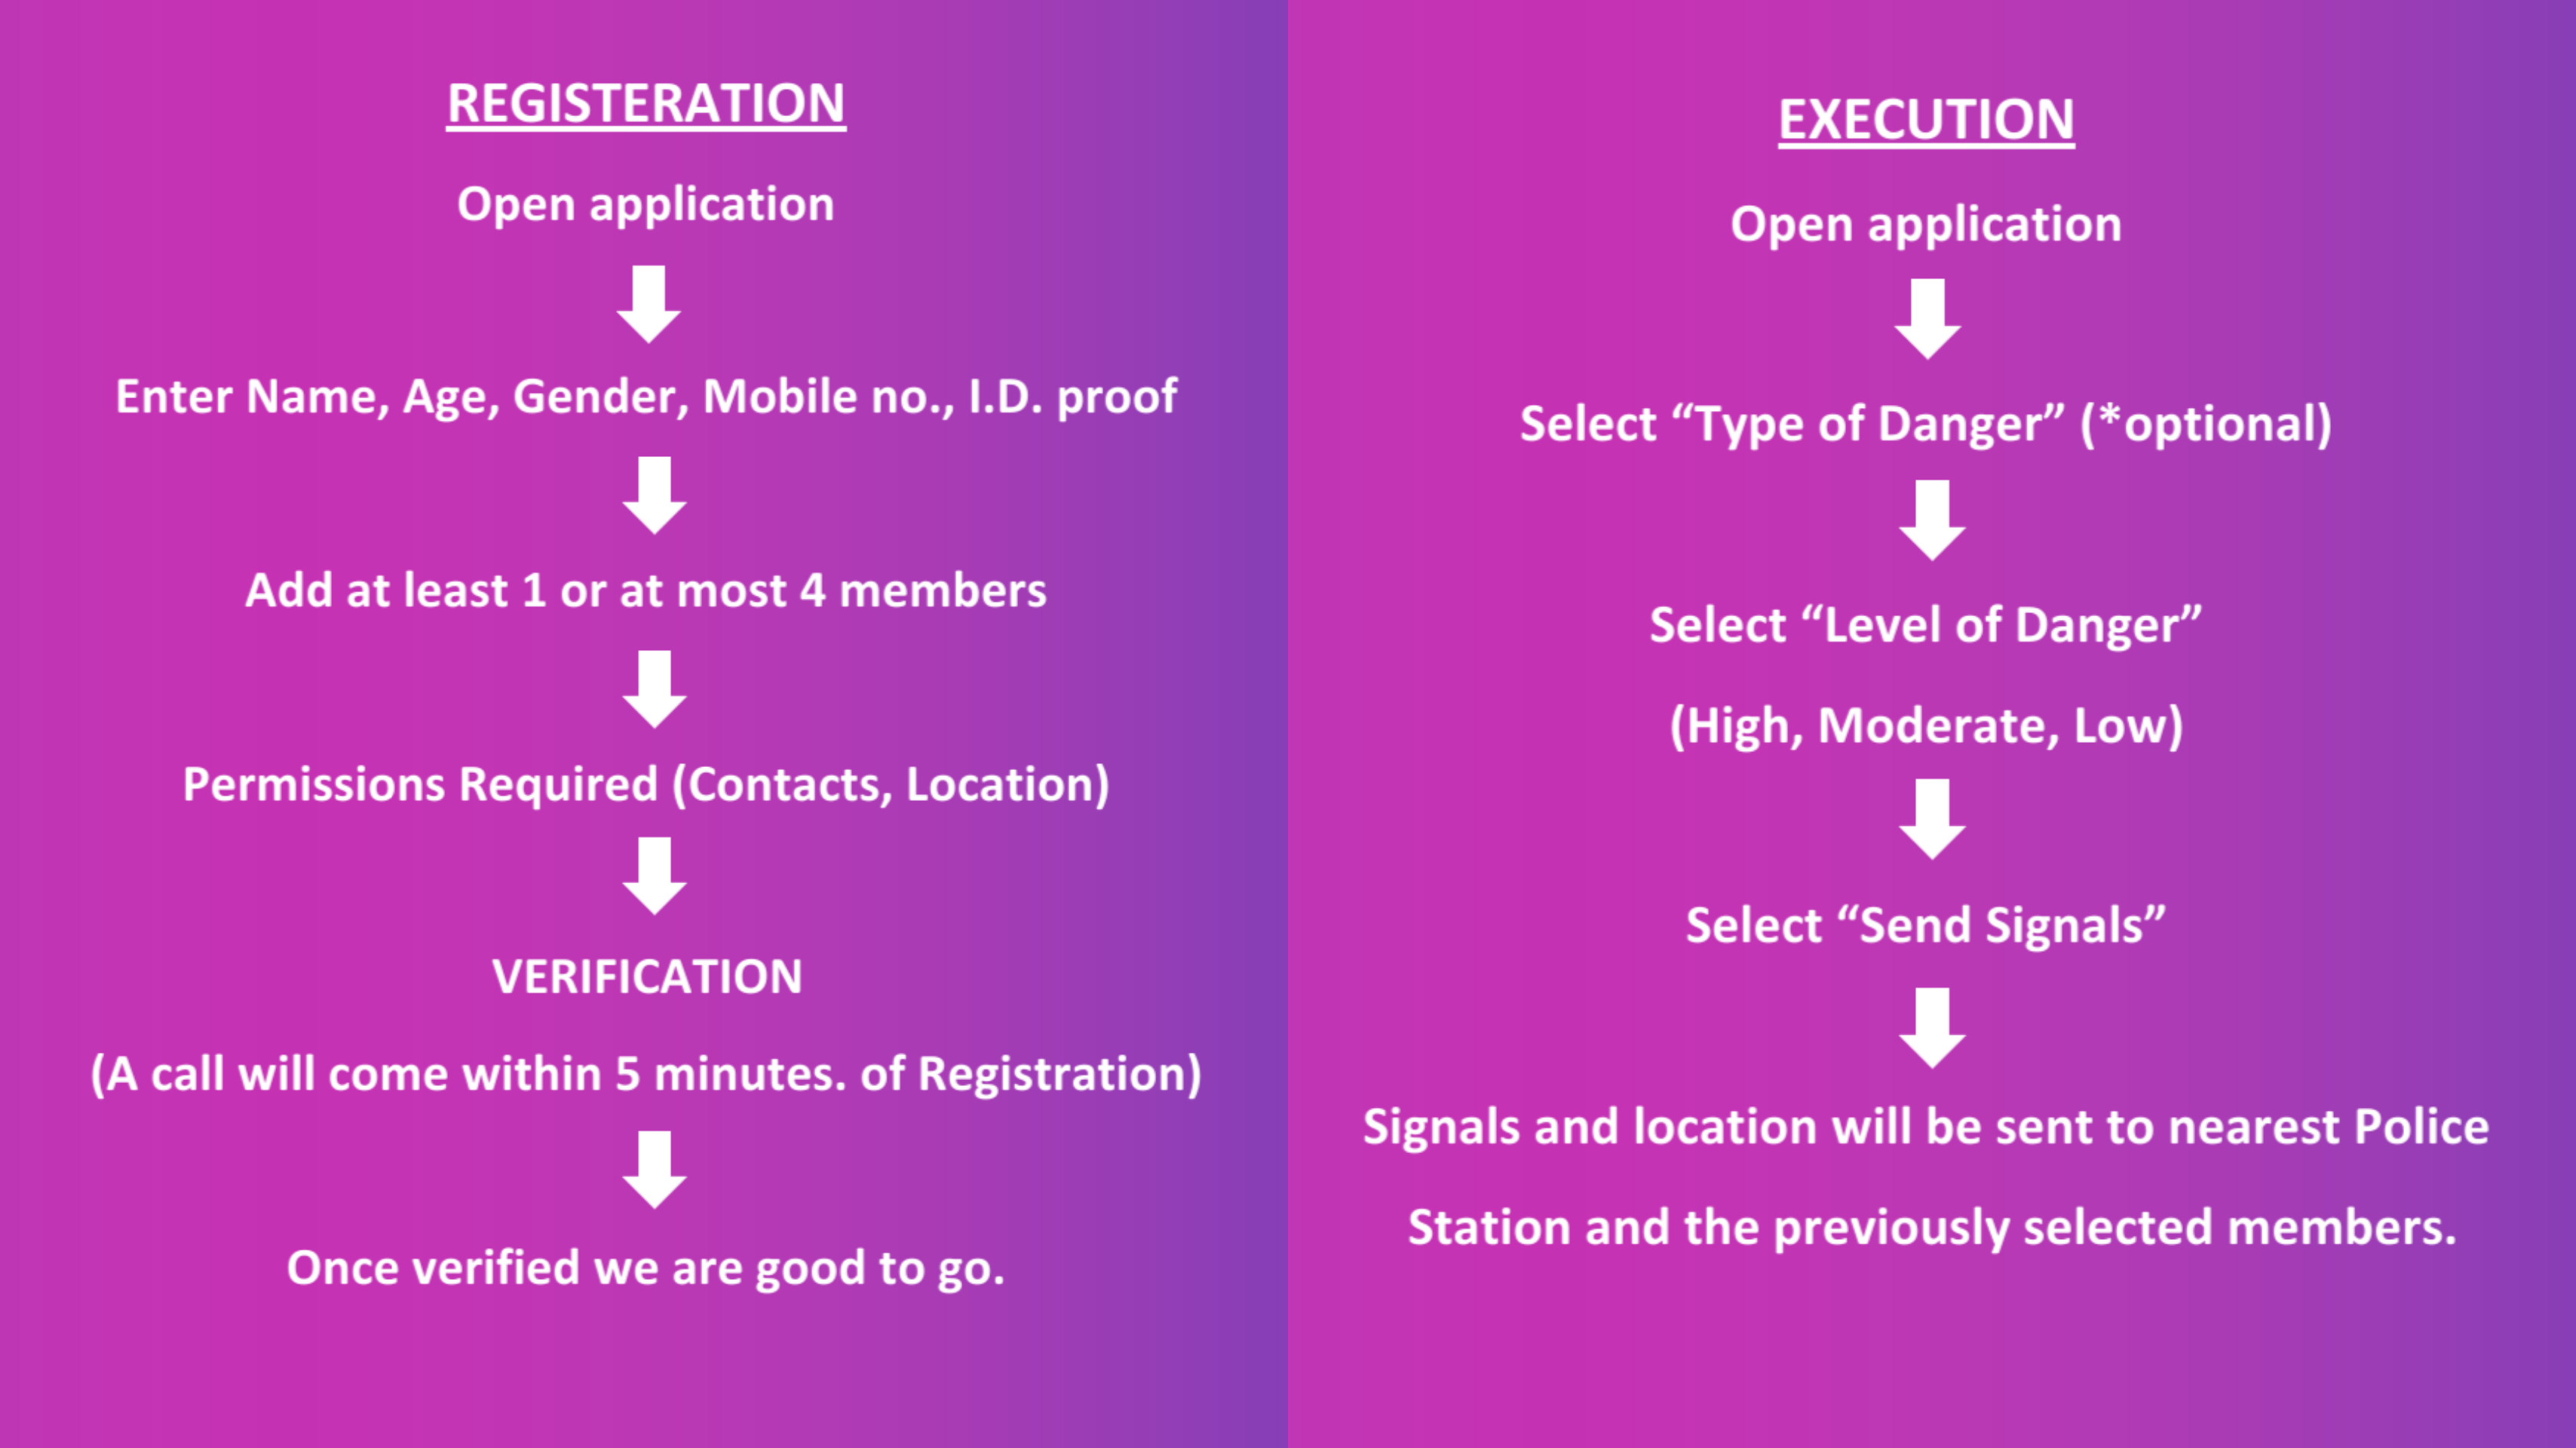 REGISTERATION
Open application
Enter Name, Age, Gender, Mobile no., I.D. proof
Add at least 1 or at most 4 members
Permissions Required (Contacts, Location)
VERIFICATION
(A call will come within 5 minutes. of Registration)
Once verified we are good to go.
EXECUTION
Open application
Select “Type of Danger” (*optional)
Select “Level of Danger”
(High, Moderate, Low)
Select “Send Signals”
Signals and location will be sent to nearest Police
Station and the previously selected members.